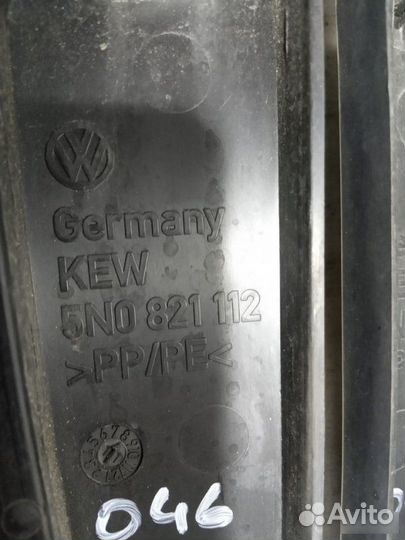 Germany
KEW
5N0 821 112
>PP/PE<
046
Avito